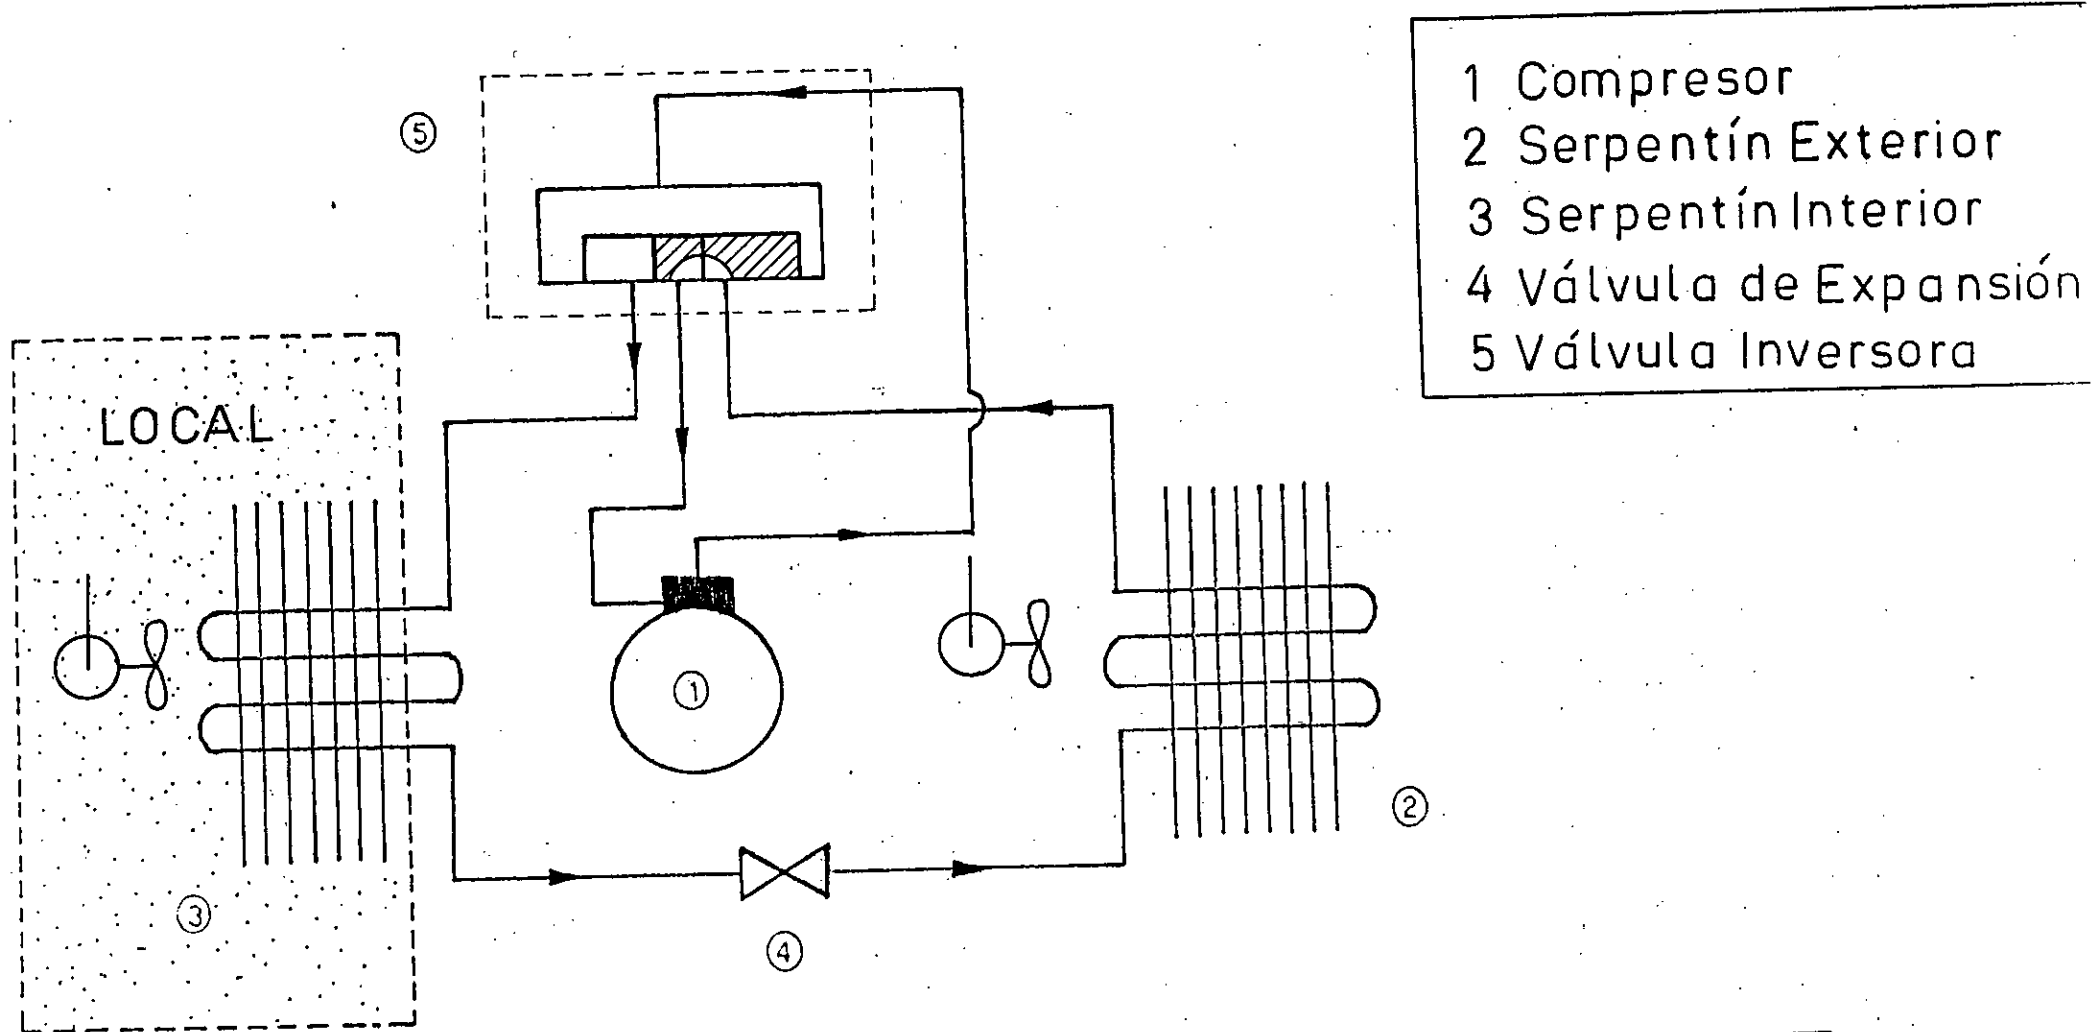 1 Compresor
2 Serpentín Exterior
3 Serpentín Interior
4 Válvula de Expansión
5 Válvula Inversora
5
LOCAL
1
2
3
4